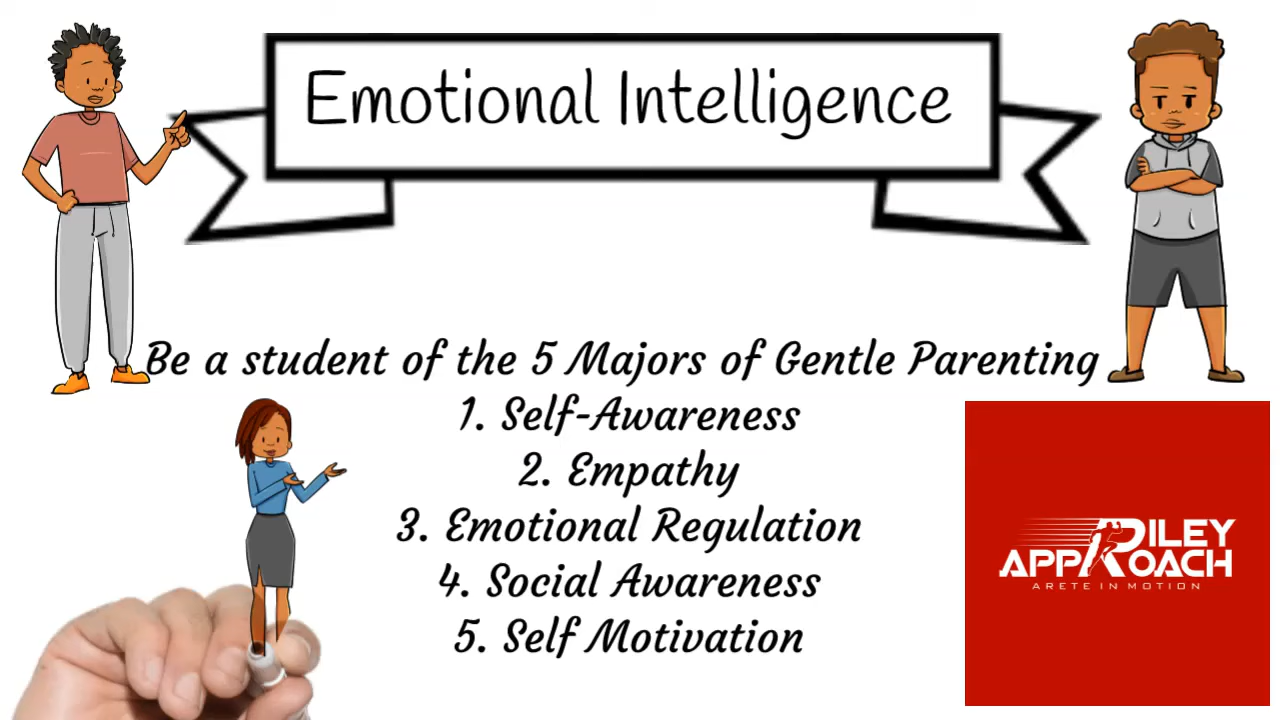 Emotional Intelligence
Be a student of the 5 Majors of Gentle Parenting
1. Self-Awareness
2. Empathy
3. Emotional Regulation
4. Social Awareness
5. Self Motivation
RILEY
APPROACH
ARETE IN MOTION